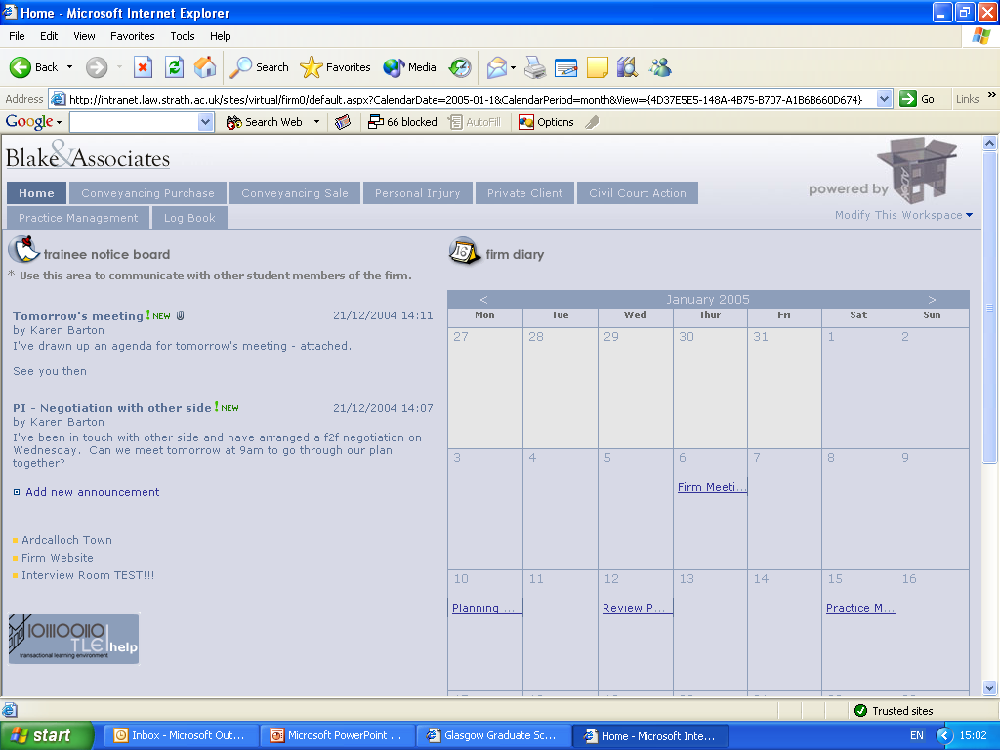 Home - Microsoft Internet Explorer
File Edit View Favorites Tools Help
Back Search Favorites Media
Address http://intranet.law.strath.ac.uk/sites/virtual/firm0/default.aspx?CalendarDate=2005-01-1&CalendarPeriod=month&View={4D37E5E5-148A-4B75-B707-A1B6B660D674} Go Links »
Google Search Web 66 blocked AutoFill Options
Blake & Associates
powered by
Home Conveyancing Purchase Conveyancing Sale Personal Injury Private Client Civil Court Action
Modify This Workspace
Practice Management Log Book
trainee notice board
* Use this area to communicate with other student members of the firm.
Tomorrow's meeting ! NEW 21/12/2004 14:11
by Karen Barton
I've drawn up an agenda for tomorrow's meeting - attached.
See you then
PI - Negotiation with other side ! NEW 21/12/2004 14:07
by Karen Barton
I've been in touch with other side and have arranged a f2f negotiation on
Wednesday. Can we meet tomorrow at 9am to go through our plan
together?
Add new announcement
Ardcalloch Town
Firm Website
Interview Room TEST!!!
TLE help
transactional learning environment
firm diary
< January 2005 >
Mon Tue Wed Thur Fri Sat Sun
27 28 29 30 31 1 2
3 4 5 6 7 8 9
Firm Meeti...
10 11 12 13 14 15 16
Planning ... Review P... Practice M...
Trusted sites
start Inbox - Microsoft Out... Microsoft PowerPoint ... Glasgow Graduate Sc... Home - Microsoft Inte... EN 15:02